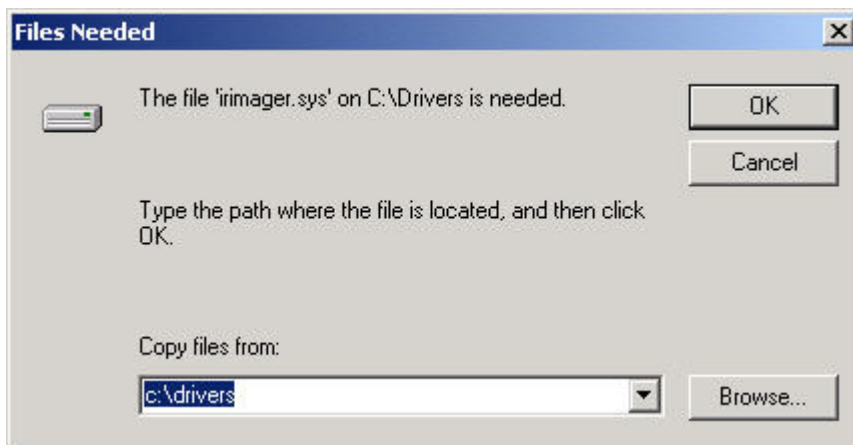 Files Needed
The file 'irimager.sys' on C:\Drivers is needed.
OK
Cancel
Type the path where the file is located, and then click
OK.
Copy files from:
c:\drivers
Browse...